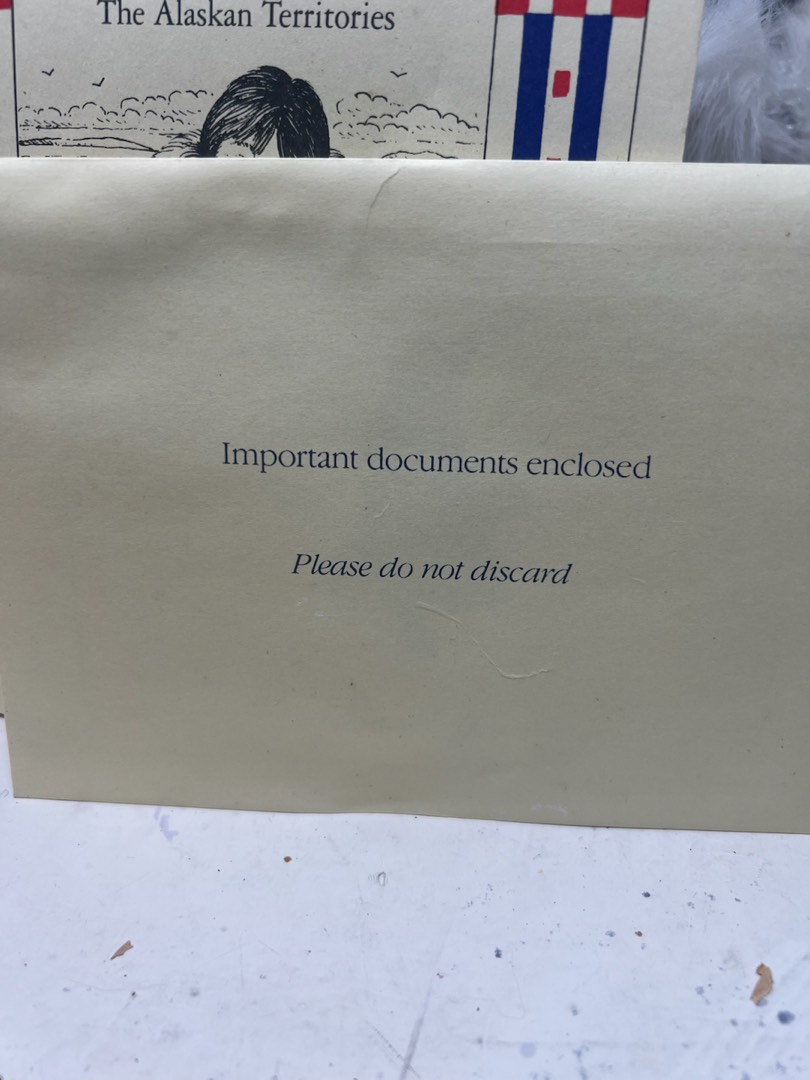 The Alaskan Territories
Important documents enclosed
Please do not discard